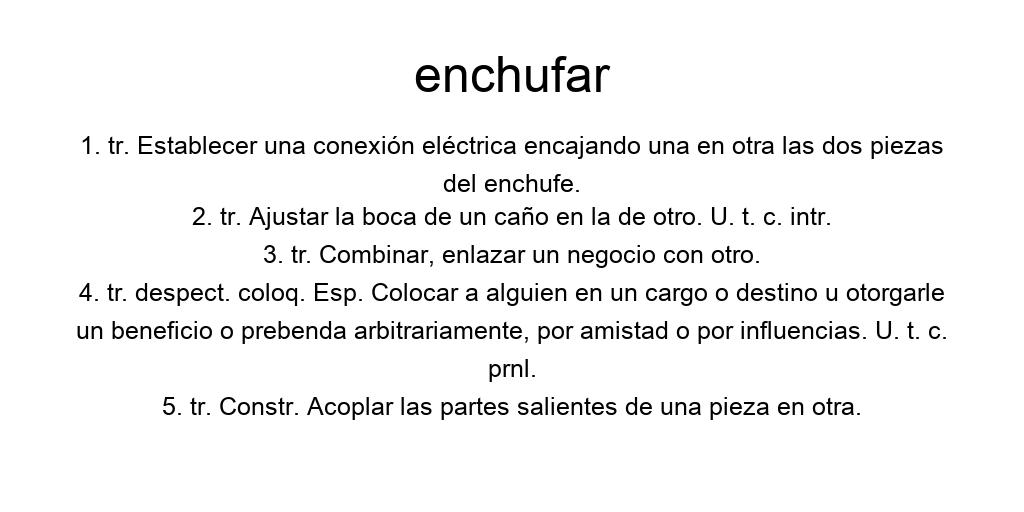 enchufar
1. tr. Establecer una conexión eléctrica encajando una en otra las dos piezas
del enchufe.
2. tr. Ajustar la boca de un caño en la de otro. U. t. c. intr.
3. tr. Combinar, enlazar un negocio con otro.
4. tr. despect. coloq. Esp. Colocar a alguien en un cargo o destino u otorgarle
un beneficio o prebenda arbitrariamente, por amistad o por influencias. U. t. c.
prnl.
5. tr. Constr. Acoplar las partes salientes de una pieza en otra.